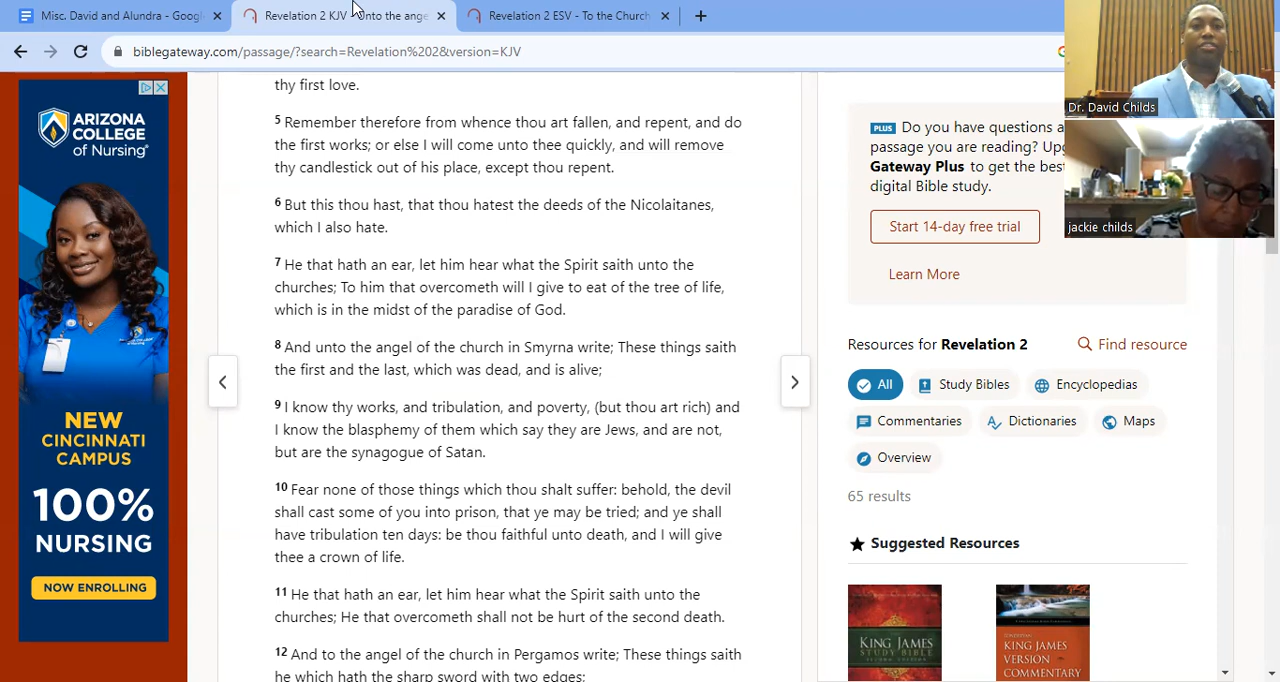 Misc. David and Alundra - Googl
Revelation 2 KJV - Unto the ange
Revelation 2 ESV - To the Church
biblegateway.com/passage/?search=Revelation%202&version=KJV
ARIZONA
COLLEGE
of Nursing
NEW
CINCINNATI
CAMPUS
100%
NURSING
NOW ENROLLING
thy first love.
5 Remember therefore from whence thou art fallen, and repent, and do
the first works; or else I will come unto thee quickly, and will remove
thy candlestick out of his place, except thou repent.
6 But this thou hast, that thou hatest the deeds of the Nicolaitanes,
which I also hate.
7 He that hath an ear, let him hear what the Spirit saith unto the
churches; To him that overcometh will I give to eat of the tree of life,
which is in the midst of the paradise of God.
8 And unto the angel of the church in Smyrna write; These things saith
the first and the last, which was dead, and is alive;
9 I know thy works, and tribulation, and poverty, (but thou art rich) and
I know the blasphemy of them which say they are Jews, and are not,
but are the synagogue of Satan.
10 Fear none of those things which thou shalt suffer: behold, the devil
shall cast some of you into prison, that ye may be tried; and ye shall
have tribulation ten days: be thou faithful unto death, and I will give
thee a crown of life.
11 He that hath an ear, let him hear what the Spirit saith unto the
churches; He that overcometh shall not be hurt of the second death.
12 angel of the church in Pergamos write; These things saith
he which hath the sharp sword with two edges;
PLUS Do you have questions a
passage you are reading? Upg
Gateway Plus to get the best
digital Bible study.
Start 14-day free trial
Learn More
Resources for Revelation 2
Find resource
All
Study Bibles
Encyclopedias
Commentaries
Dictionaries
Maps
Overview
65 results
Suggested Resources
KING JAMES
STUDY BIBLE
SECOND EDITION
KING JAMES
VERSION
COMMENTARY
Dr. David Childs
jackie childs